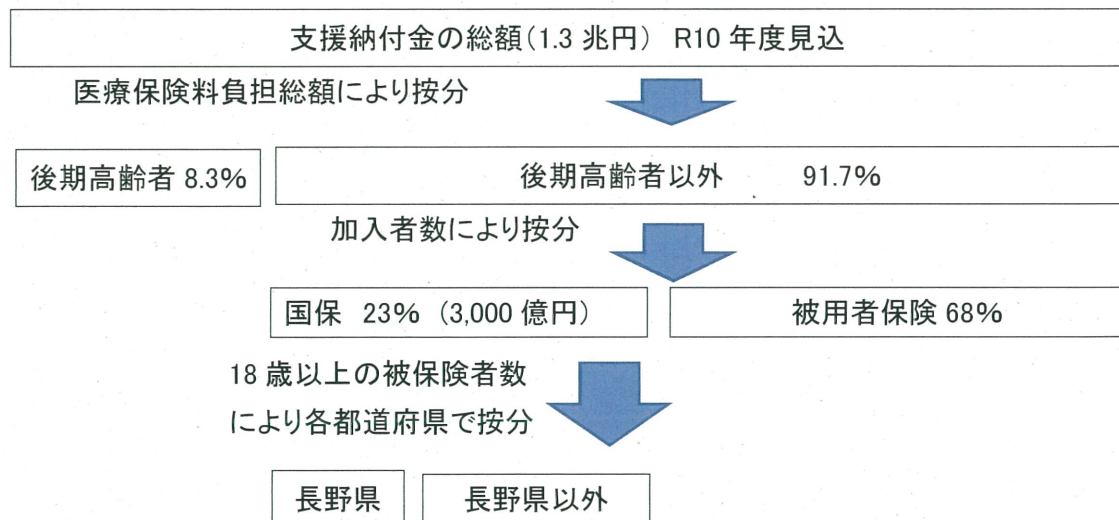 支援納付金の総額（1.3 兆円） R10 年度見込
医療保険料負担総額により按分
後期高齢者 8.3%
後期高齢者以外 91.7%
加入者数により按分
国保 23% （3,000 億円）
被用者保険 68%
18 歳以上の被保険者数
により各都道府県で按分
長野県
長野県以外